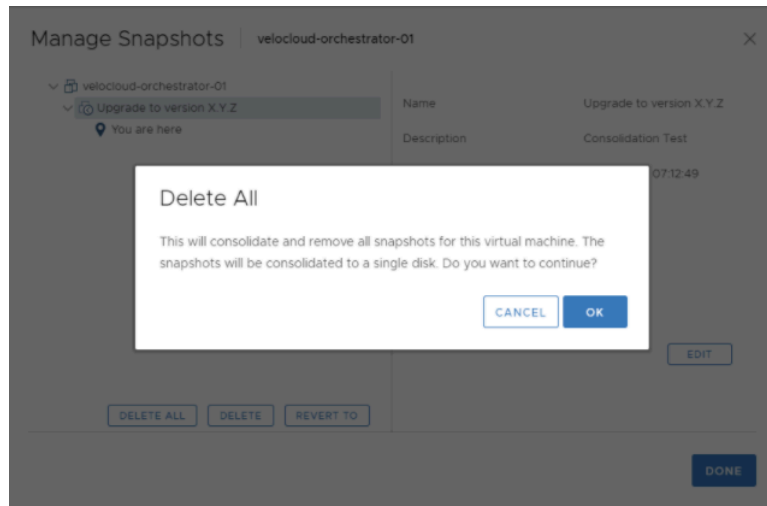 Manage Snapshots velocloud-orchestrator-01
velocloud-orchestrator-01
Upgrade to version X.Y.Z
You are here
Name Upgrade to version X.Y.Z
Description Consolidation Test
07:12:49
Delete All
This will consolidate and remove all snapshots for this virtual machine. The
snapshots will be consolidated to a single disk. Do you want to continue?
CANCEL OK
EDIT
DELETE ALL DELETE REVERT TO
DONE